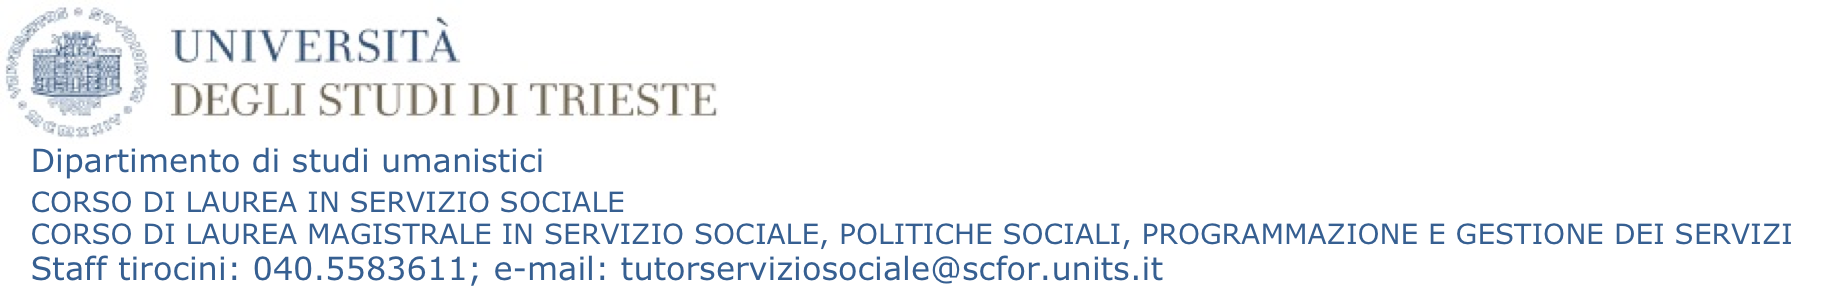 UNIVERSITÀ
DEGLI STUDI DI TRIESTE
Dipartimento di studi umanistici
CORSO DI LAUREA IN SERVIZIO SOCIALE
CORSO DI LAUREA MAGISTRALE IN SERVIZIO SOCIALE, POLITICHE SOCIALI, PROGRAMMAZIONE E GESTIONE DEI SERVIZI
Staff tirocini: 040.5583611; e-mail: tutorserviziosociale@scfor.units.it